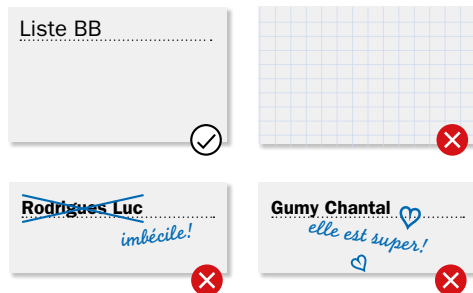 Liste BB
Rodrigues Luc
imbécile!
Gumy Chantal
elle est super!